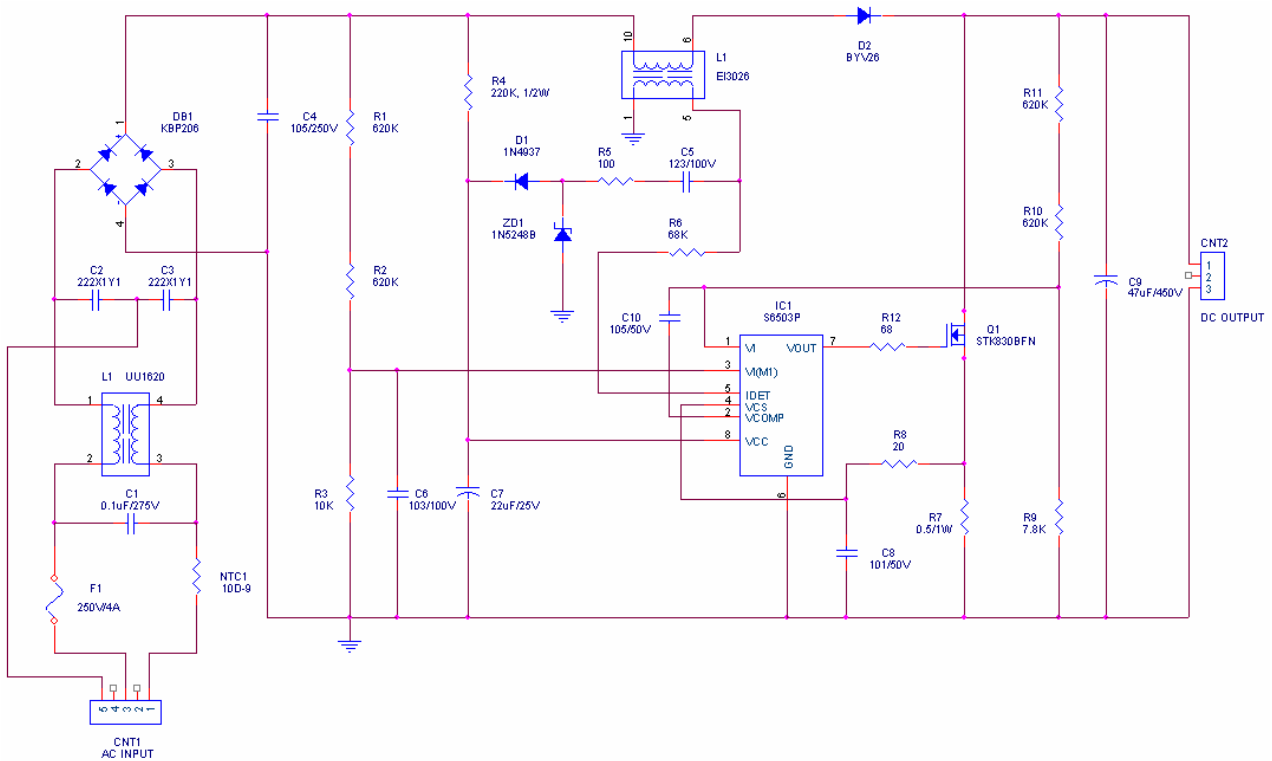 10
6
L1
EI3026
1
5
D2
BYV26
R4
220K, 1/2W
R11
620K
C4
105/250V
R1
620K
DB1
KBP206
1
2
3
4
D1
1N4937
R5
100
C5
123/100V
ZD1
1N5248B
R6
68K
R10
620K
CNT2
1
2
3
DC OUTPUT
C9
47uF/450V
C2
222X1Y1
C3
222X1Y1
R2
620K
C10
105/50V
IC1
S6503P
R12
68
Q1
STK830BFN
1
VI
VOUT
7
3
VI(M1)
5
IDET
4
VCS
2
VCOMP
8
VCC
GND
6
L1 UU1620
1
4
2
3
R8
20
C1
0.1uF/275V
R3
10K
C6
103/100V
C7
22uF/25V
R7
0.5/1W
R9
7.8K
C8
101/50V
NTC1
10D-9
F1
250V/4A
5
4
3
2
1
CNT1
AC INPUT